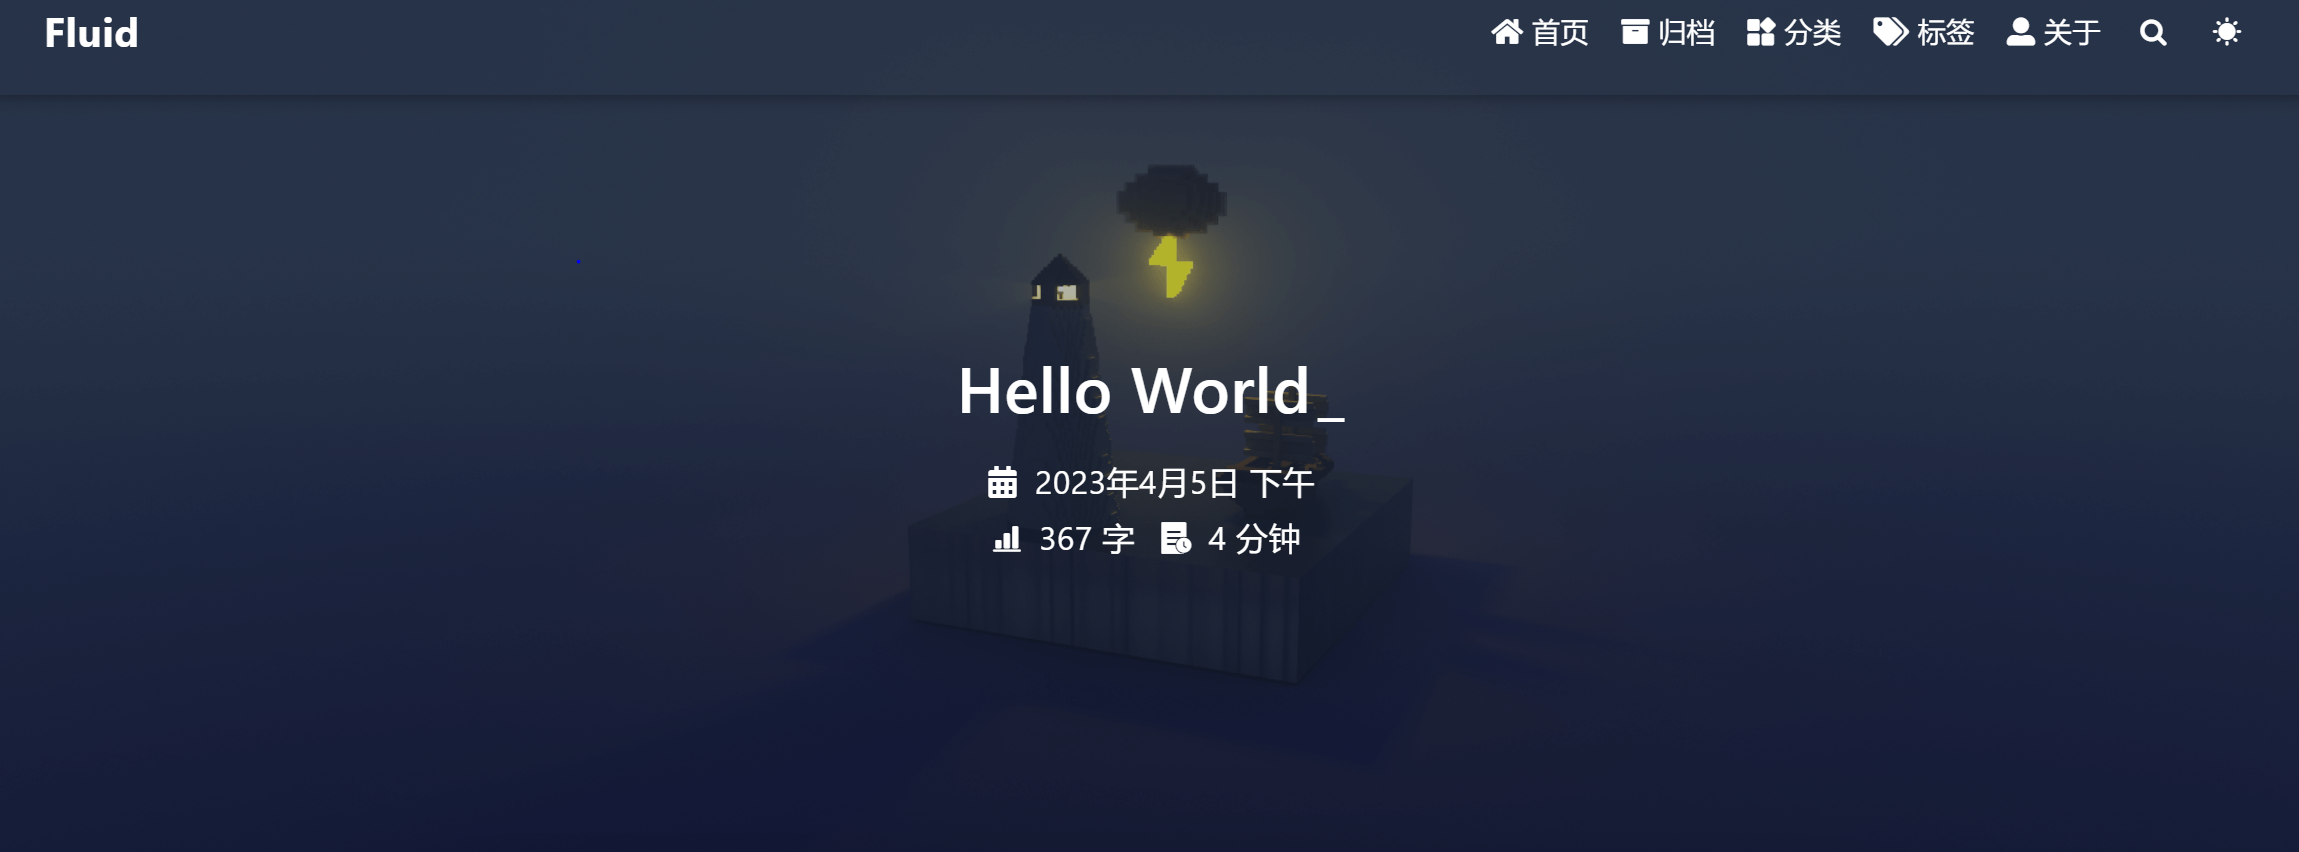 Fluid 首页 归档 分类 标签 关于
Hello World_
2023年4月5日 下午
367 字 4 分钟